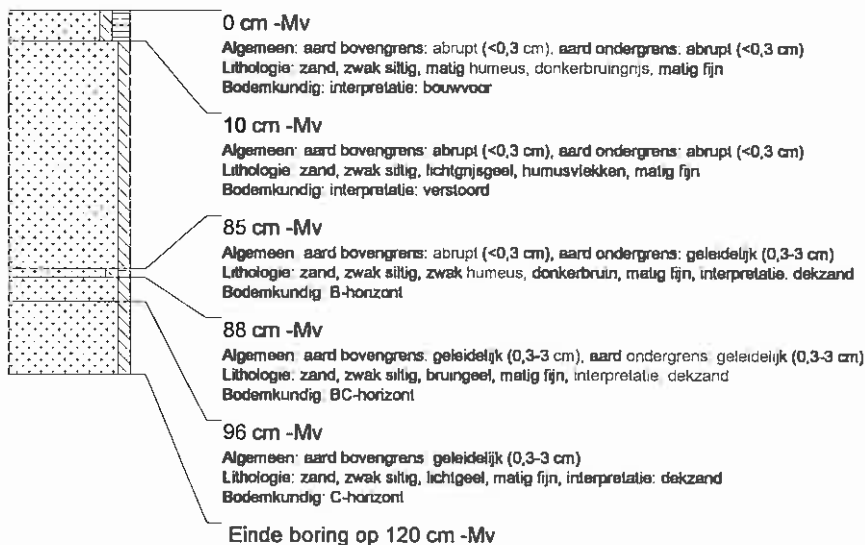 0 cm -Mv
Algemeen: aard bovengrens: abrupt (<0,3 cm), aard ondergrens: abrupt (<0,3 cm)
Lithologie: zand, zwak siltig, matig humeus, donkerbruingrijs, matig fijn
Bodemkundig: interpretatie: bouwvoor
10 cm -Mv
Algemeen: aard bovengrens: abrupt (<0,3 cm), aard ondergrens: abrupt (<0,3 cm)
Lithologie: zand, zwak siltig, lichtgrijsgeel, humusvlekken, matig fijn
Bodemkundig: interpretatie: verstoord
85 cm -Mv
Algemeen: aard bovengrens: abrupt (<0,3 cm), aard ondergrens: geleidelijk (0,3-3 cm)
Lithologie: zand, zwak siltig, zwak humeus, donkerbruin, matig fijn, interpretatie: dekzand
Bodemkundig: B-horizont
88 cm -Mv
Algemeen: aard bovengrens: geleidelijk (0,3-3 cm), aard ondergrens: geleidelijk (0,3-3 cm)
Lithologie: zand, zwak siltig, bruingeel, matig fijn, interpretatie: dekzand
Bodemkundig: BC-horizont
96 cm -Mv
Algemeen: aard bovengrens: geleidelijk (0,3-3 cm)
Lithologie: zand, zwak siltig, lichtgeel, matig fijn, interpretatie: dekzand
Bodemkundig: C-horizont
Einde boring op 120 cm -Mv